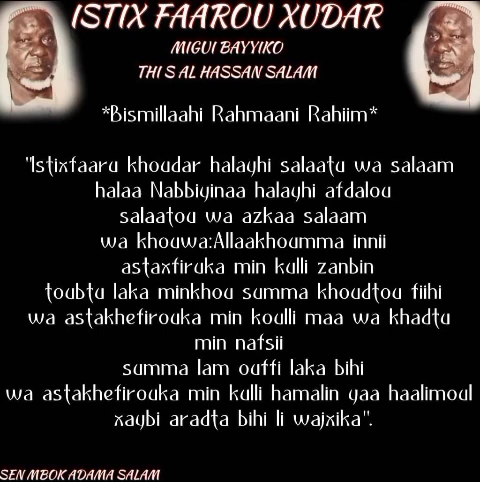 ISTIX FAAROU XUDAR
MIGUI BAYYIKO
THI S AL HASSAN SALAM
*Bismillaahi Rahmaani Rahiim*
"Istixfaaru khoudar halayhi salaatu wa salaam
halaa Nabbiyinaa halayhi afdalou
salaatou wa azkaa salaam
wa khouwa:Allaakhoumma innii
astaxfiruka min kulli zanbin
toubtu laka minkhou summa khoudtou fiihi
wa astakhefirouka min koulli maa wa khadtu
min nafsii
summa lam ouffi laka bihi
wa astakhefirouka min kulli hamalin yaa haalimoul
xaybi aradta bihi li wajxika".
SEN MBOK ADAMA SALAM